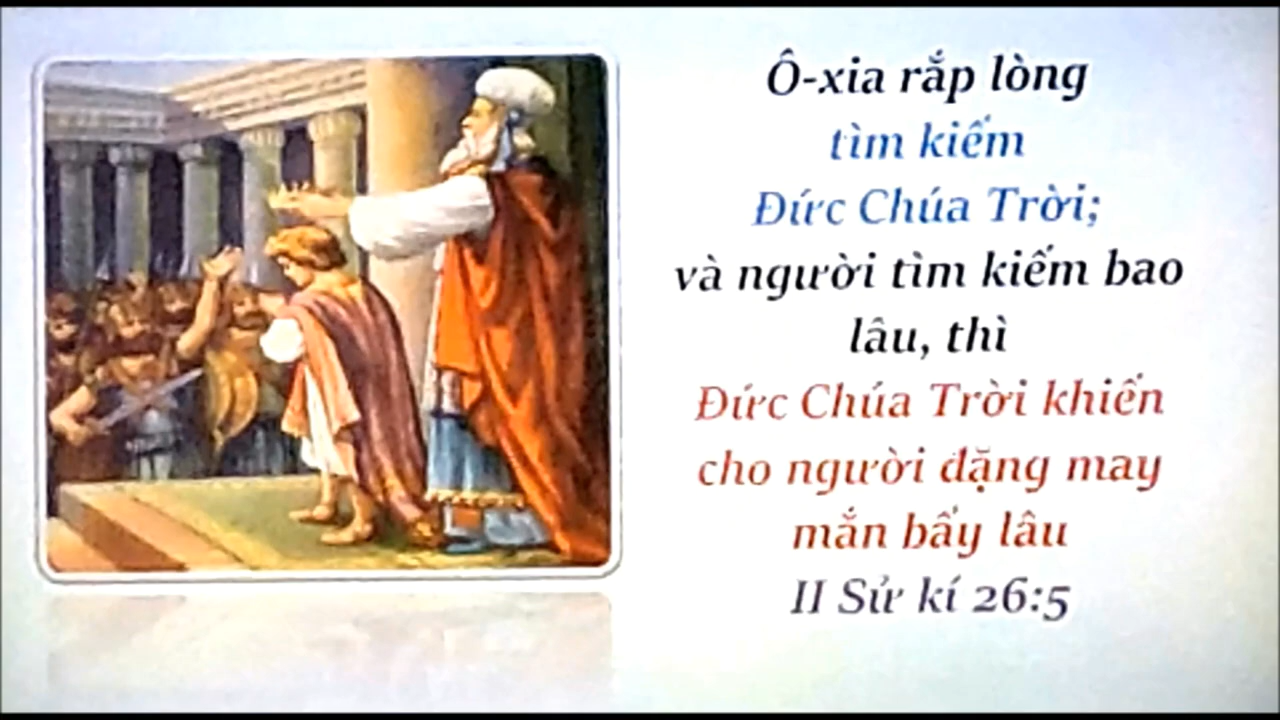 Ô-xia rắp lòng
tìm kiếm
Đức Chúa Trời;
và người tìm kiếm bao
lâu, thì
Đức Chúa Trời khiến
cho người đặng may
mắn bấy lâu
II Sử kí 26:5